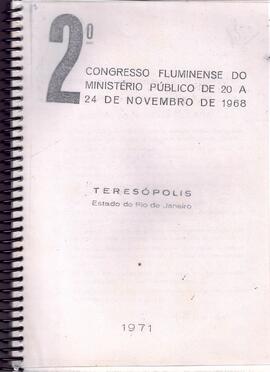 2º
CONGRESSO FLUMINENSE DO
MINISTÉRIO PÚBLICO DE 20 A
24 DE NOVEMBRO DE 1968
TERESÓPOLIS
Estado do Rio de Janeiro
1971